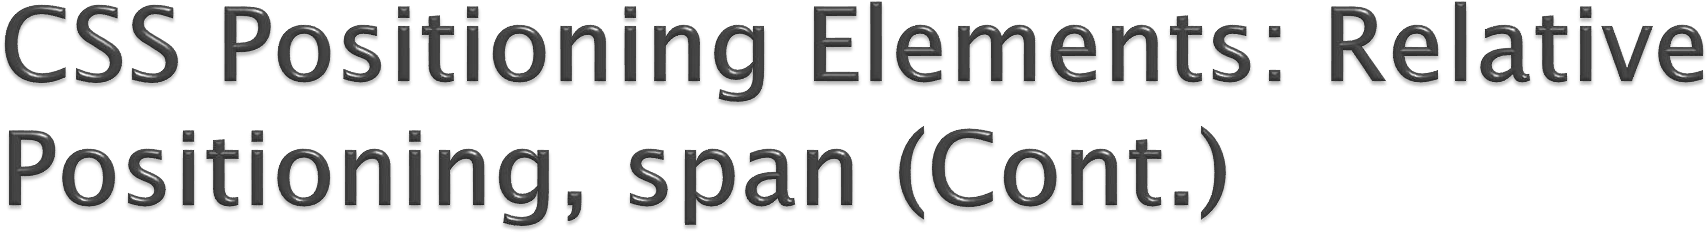 CSS Positioning Elements: Relative
Positioning, span (Cont.)